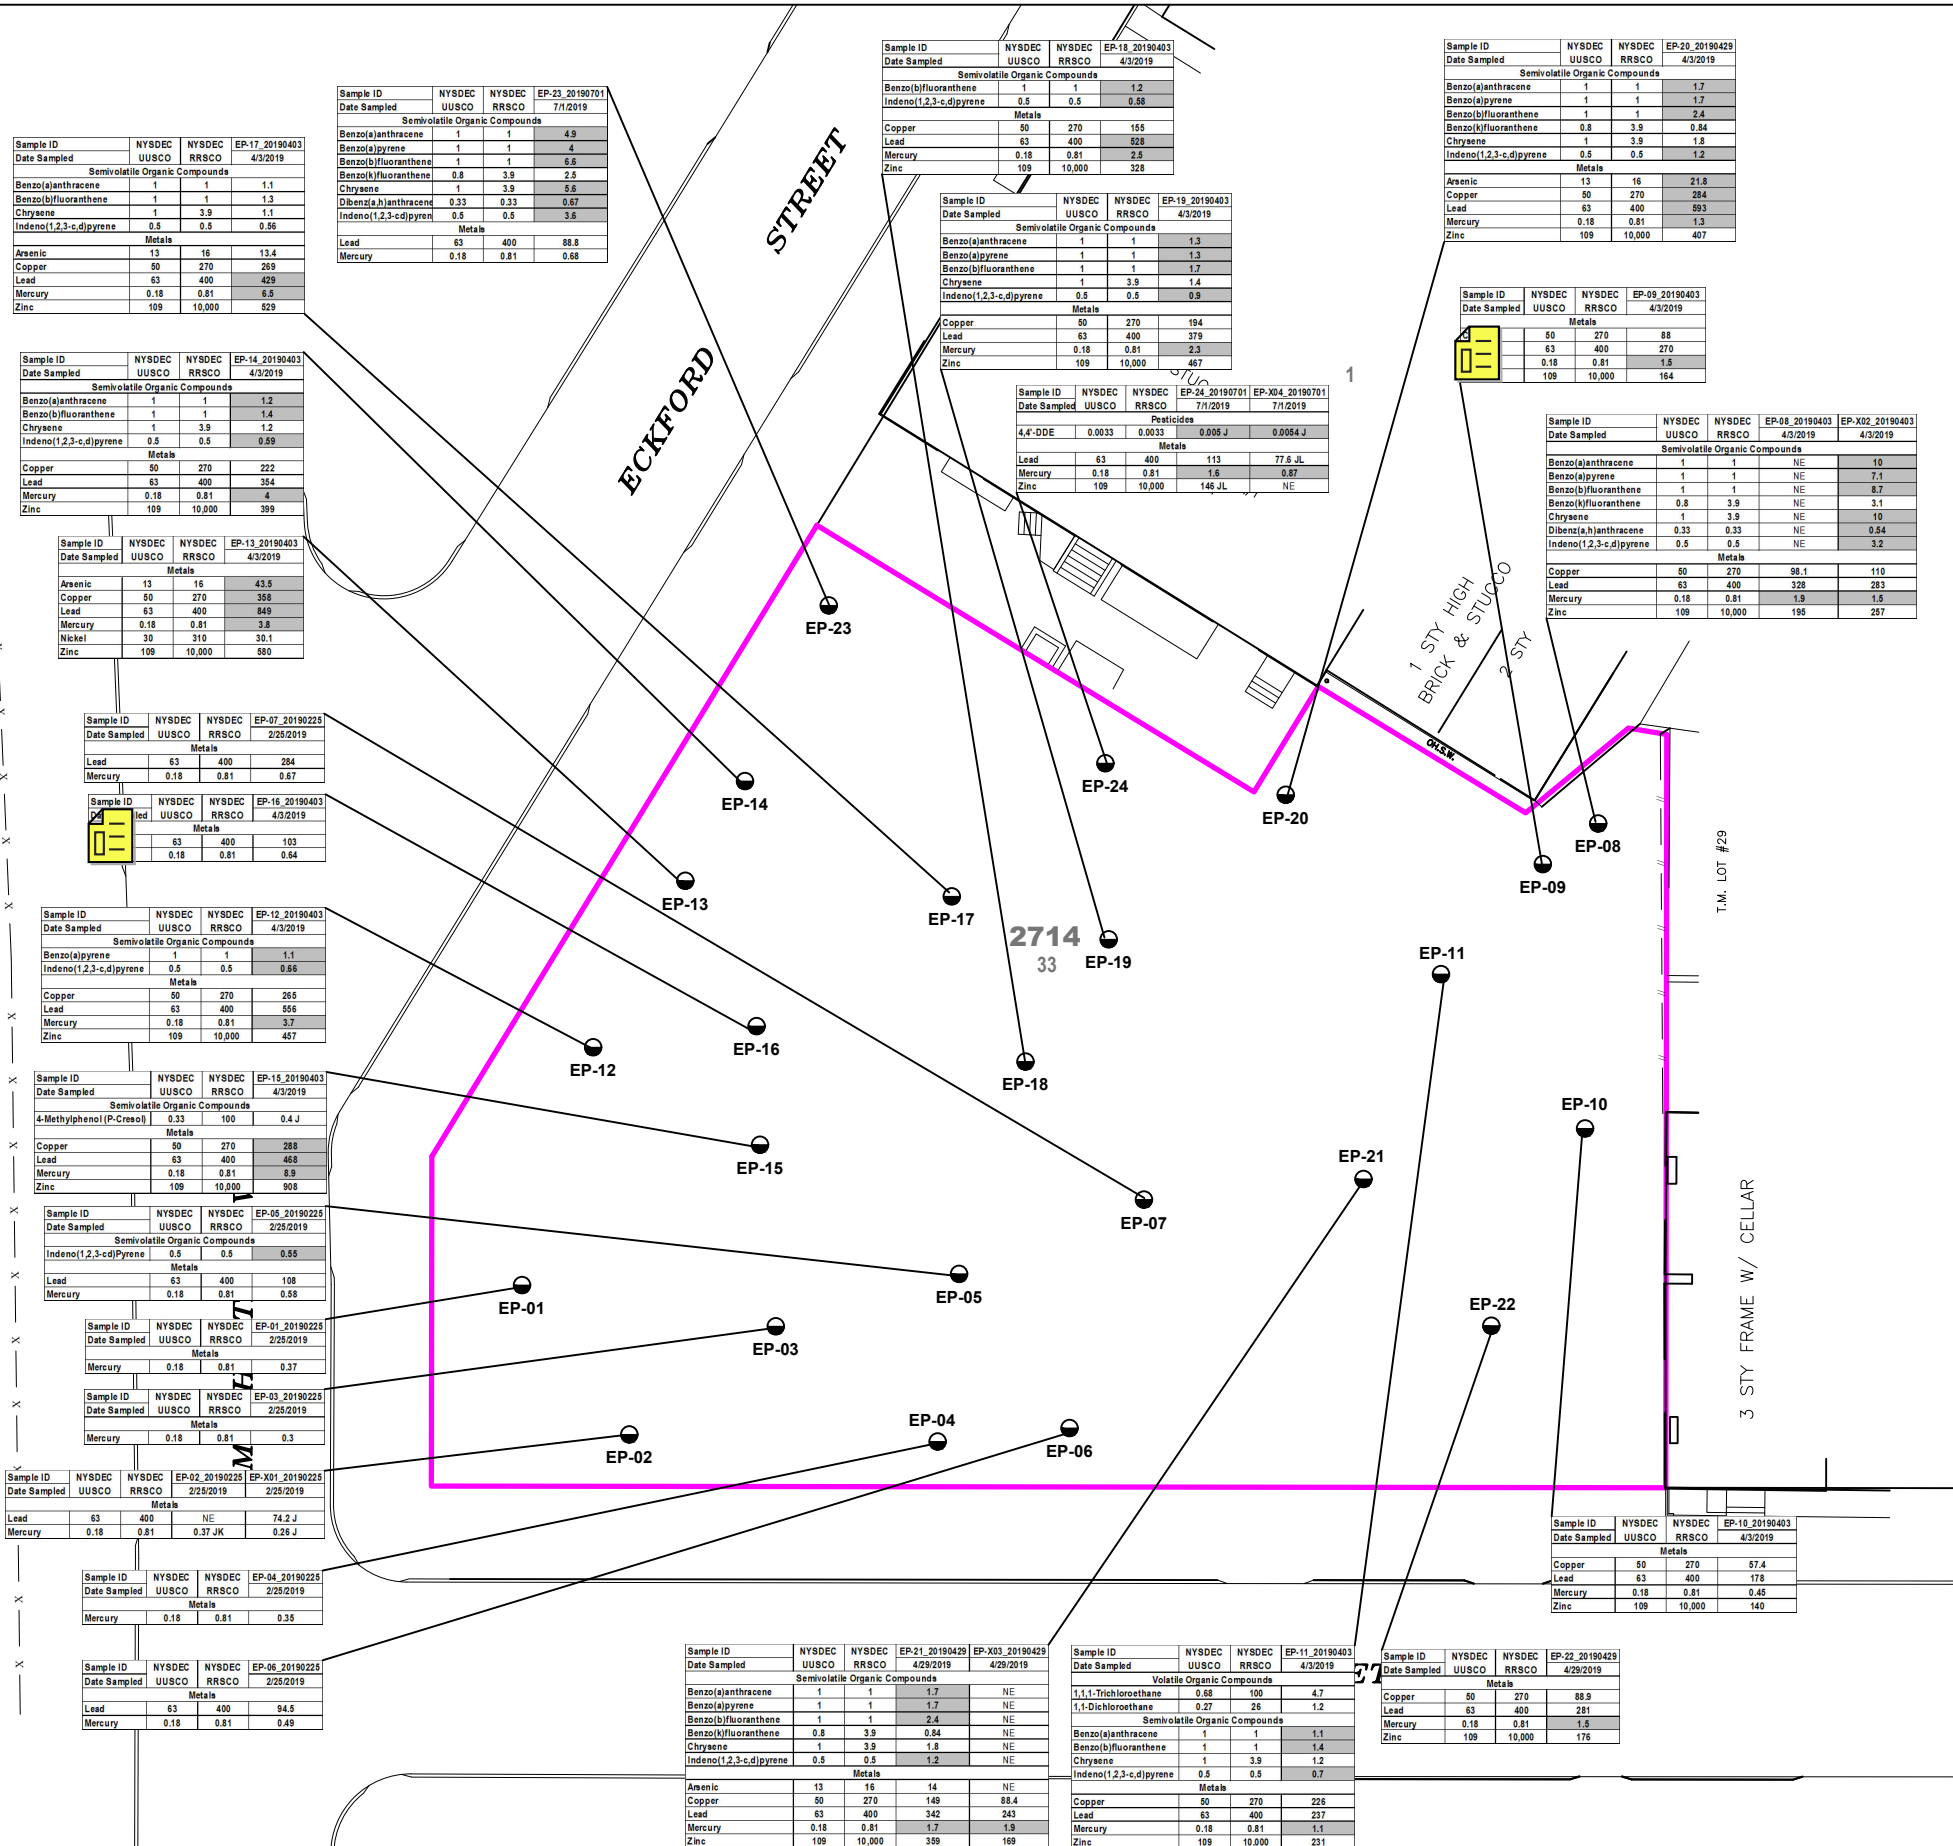 Sample ID NYSDEC NYSDEC EP-18_20190403
Date Sampled UUSCO RRSCO 4/3/2019
Semivolatile Organic Compounds
Benzo(b)fluoranthene 1 1 1.2
Indeno(1,2,3-c,d)pyrene 0.5 0.5 0.58
Metals
Copper 50 270 155
Lead 63 400 528
Mercury 0.18 0.81 2.5
Zinc 109 10,000 328
Sample ID NYSDEC NYSDEC EP-20_20190429
Date Sampled UUSCO RRSCO 4/3/2019
Semivolatile Organic Compounds
Benzo(a)anthracene 1 1 1.7
Benzo(a)pyrene 1 1 1.7
Benzo(b)fluoranthene 1 1 2.4
Benzo(k)fluoranthene 0.8 3.9 0.84
Chrysene 1 3.9 1.8
Indeno(1,2,3-c,d)pyrene 0.5 0.5 1.2
Metals
Arsenic 13 16 21.8
Copper 50 270 284
Lead 63 400 593
Mercury 0.18 0.81 1.3
Zinc 109 10,000 407
Sample ID NYSDEC NYSDEC EP-23_20190701
Date Sampled UUSCO RRSCO 7/1/2019
Semivolatile Organic Compounds
Benzo(a)anthracene 1 1 4.9
Benzo(a)pyrene 1 1 4
Benzo(b)fluoranthene 1 1 6.6
Benzo(k)fluoranthene 0.8 3.9 2.5
Chrysene 1 3.9 5.6
Dibenz(a,h)anthracene 0.33 0.33 0.67
Indeno(1,2,3-cd)pyren 0.5 0.5 3.6
Metals
Lead 63 400 88.8
Mercury 0.18 0.81 0.68
Sample ID NYSDEC NYSDEC EP-17_20190403
Date Sampled UUSCO RRSCO 4/3/2019
Semivolatile Organic Compounds
Benzo(a)anthracene 1 1 1.1
Benzo(b)fluoranthene 1 1 1.3
Chrysene 1 3.9 1.1
Indeno(1,2,3-c,d)pyrene 0.5 0.5 0.56
Metals
Arsenic 13 16 13.4
Copper 50 270 269
Lead 63 400 429
Mercury 0.18 0.81 6.5
Zinc 109 10,000 529
ECKFORD STREET
Sample ID NYSDEC NYSDEC EP-19_20190403
Date Sampled UUSCO RRSCO 4/3/2019
Semivolatile Organic Compounds
Benzo(a)anthracene 1 1 1.3
Benzo(a)pyrene 1 1 1.3
Benzo(b)fluoranthene 1 1 1.7
Chrysene 1 3.9 1.4
Indeno(1,2,3-c,d)pyrene 0.5 0.5 0.9
Metals
Copper 50 270 194
Lead 63 400 379
Mercury 0.18 0.81 2.3
Zinc 109 10,000 467
1
Sample ID NYSDEC NYSDEC EP-09_20190403
Date Sampled UUSCO RRSCO 4/3/2019
Metals
50 270 88
63 400 270
0.18 0.81 1.5
109 10,000 164
Sample ID NYSDEC NYSDEC EP-14_20190403
Date Sampled UUSCO RRSCO 4/3/2019
Semivolatile Organic Compounds
Benzo(a)anthracene 1 1 1.2
Benzo(b)fluoranthene 1 1 1.4
Chrysene 1 3.9 1.2
Indeno(1,2,3-c,d)pyrene 0.5 0.5 0.59
Metals
Copper 50 270 222
Lead 63 400 354
Mercury 0.18 0.81 4
Zinc 109 10,000 399
Sample ID NYSDEC NYSDEC EP-24_20190701 EP-X04_20190701
Date Sampled UUSCO RRSCO 7/1/2019 7/1/2019
Pesticides
4,4'-DDE 0.0033 0.0033 0.005 J 0.0054 J
Metals
Lead 63 400 113 77.6 JL
Mercury 0.18 0.81 1.6 0.87
Zinc 109 10,000 146 JL NE
Sample ID NYSDEC NYSDEC EP-08_20190403 EP-X02_20190403
Date Sampled UUSCO RRSCO 4/3/2019 4/3/2019
Semivolatile Organic Compounds
Benzo(a)anthracene 1 1 NE 10
Benzo(a)pyrene 1 1 NE 7.1
Benzo(b)fluoranthene 1 1 NE 8.7
Benzo(k)fluoranthene 0.8 3.9 NE 3.1
Chrysene 1 3.9 NE 10
Dibenz(a,h)anthracene 0.33 0.33 NE 0.54
Indeno(1,2,3-c,d)pyrene 0.5 0.5 NE 3.2
Metals
Copper 50 270 98.1 110
Lead 63 400 328 283
Mercury 0.18 0.81 1.9 1.5
Zinc 109 10,000 195 257
Sample ID NYSDEC NYSDEC EP-13_20190403
Date Sampled UUSCO RRSCO 4/3/2019
Metals
Arsenic 13 16 43.5
Copper 50 270 358
Lead 63 400 849
Mercury 0.18 0.81 3.8
Nickel 30 310 30.1
Zinc 109 10,000 580
1 STY HIGH
BRICK & STUCCO
2 STY
OH.S.W.
EP-23
EP-14
EP-24
EP-20
EP-08
EP-09
T.M. LOT #29
EP-13
EP-17
2714
33
EP-19
EP-11
Sample ID NYSDEC NYSDEC EP-07_20190225
Date Sampled UUSCO RRSCO 2/25/2019
Metals
Lead 63 400 284
Mercury 0.18 0.81 0.67
Sample ID NYSDEC NYSDEC EP-16_20190403
UUSCO RRSCO 4/3/2019
Metals
63 400 103
0.18 0.81 0.64
Sample ID NYSDEC NYSDEC EP-12_20190403
Date Sampled UUSCO RRSCO 4/3/2019
Semivolatile Organic Compounds
Benzo(a)pyrene 1 1 1.1
Indeno(1,2,3-c,d)pyrene 0.5 0.5 0.66
Metals
Copper 50 270 265
Lead 63 400 556
Mercury 0.18 0.81 3.7
Zinc 109 10,000 457
EP-16
EP-12
EP-18
EP-10
Sample ID NYSDEC NYSDEC EP-15_20190403
Date Sampled UUSCO RRSCO 4/3/2019
Semivolatile Organic Compounds
4-Methylphenol (P-Cresol) 0.33 100 0.4 J
Metals
Copper 50 270 288
Lead 63 400 468
Mercury 0.18 0.81 8.9
Zinc 109 10,000 908
EP-15
EP-21
EP-07
Sample ID NYSDEC NYSDEC EP-05_20190225
Date Sampled UUSCO RRSCO 2/25/2019
Semivolatile Organic Compounds
Indeno(1,2,3-cd)Pyrene 0.5 0.5 0.55
Metals
Lead 63 400 108
Mercury 0.18 0.81 0.58
EP-01
EP-05
EP-03
EP-22
3 STY FRAME W/ CELLAR
Sample ID NYSDEC NYSDEC EP-01_20190225
Date Sampled UUSCO RRSCO 2/25/2019
Metals
Mercury 0.18 0.81 0.37
Sample ID NYSDEC NYSDEC EP-03_20190225
Date Sampled UUSCO RRSCO 2/25/2019
Metals
Mercury 0.18 0.81 0.3
EP-02
EP-04
EP-06
Sample ID NYSDEC NYSDEC EP-02_20190225 EP-X01_20190225
Date Sampled UUSCO RRSCO 2/25/2019 2/25/2019
Metals
Lead 63 400 NE 74.2 J
Mercury 0.18 0.81 0.37 JK 0.26 J
Sample ID NYSDEC NYSDEC EP-04_20190225
Date Sampled UUSCO RRSCO 2/25/2019
Metals
Mercury 0.18 0.81 0.35
Sample ID NYSDEC NYSDEC EP-10_20190403
Date Sampled UUSCO RRSCO 4/3/2019
Metals
Copper 50 270 57.4
Lead 63 400 178
Mercury 0.18 0.81 0.45
Zinc 109 10,000 140
Sample ID NYSDEC NYSDEC EP-06_20190225
Date Sampled UUSCO RRSCO 2/25/2019
Metals
Lead 63 400 94.5
Mercury 0.18 0.81 0.49
Sample ID NYSDEC NYSDEC EP-21_20190429 EP-X03_20190429
Date Sampled UUSCO RRSCO 4/29/2019 4/29/2019
Semivolatile Organic Compounds
Benzo(a)anthracene 1 1 1.7 NE
Benzo(a)pyrene 1 1 1.7 NE
Benzo(b)fluoranthene 1 1 2.4 NE
Benzo(k)fluoranthene 0.8 3.9 0.84 NE
Chrysene 1 3.9 1.8 NE
Indeno(1,2,3-c,d)pyrene 0.5 0.5 1.2 NE
Metals
Arsenic 13 16 14 NE
Copper 50 270 149 88.4
Lead 63 400 342 243
Mercury 0.18 0.81 1.7 1.9
Zinc 109 10,000 359 169
Sample ID NYSDEC NYSDEC EP-11_20190403
Date Sampled UUSCO RRSCO 4/3/2019
Volatile Organic Compounds
1,1,1-Trichloroethane 0.68 100 4.7
1,1-Dichloroethane 0.27 26 1.2
Semivolatile Organic Compounds
Benzo(a)anthracene 1 1 1.1
Benzo(b)fluoranthene 1 1 1.4
Chrysene 1 3.9 1.2
Indeno(1,2,3-c,d)pyrene 0.5 0.5 0.7
Metals
Copper 50 270 226
Lead 63 400 237
Mercury 0.18 0.81 1.1
Zinc 109 10,000 231
Sample ID NYSDEC NYSDEC EP-22_20190429
Date Sampled UUSCO RRSCO 4/29/2019
Metals
Copper 50 270 88.9
Lead 63 400 281
Mercury 0.18 0.81 1.5
Zinc 109 10,000 176